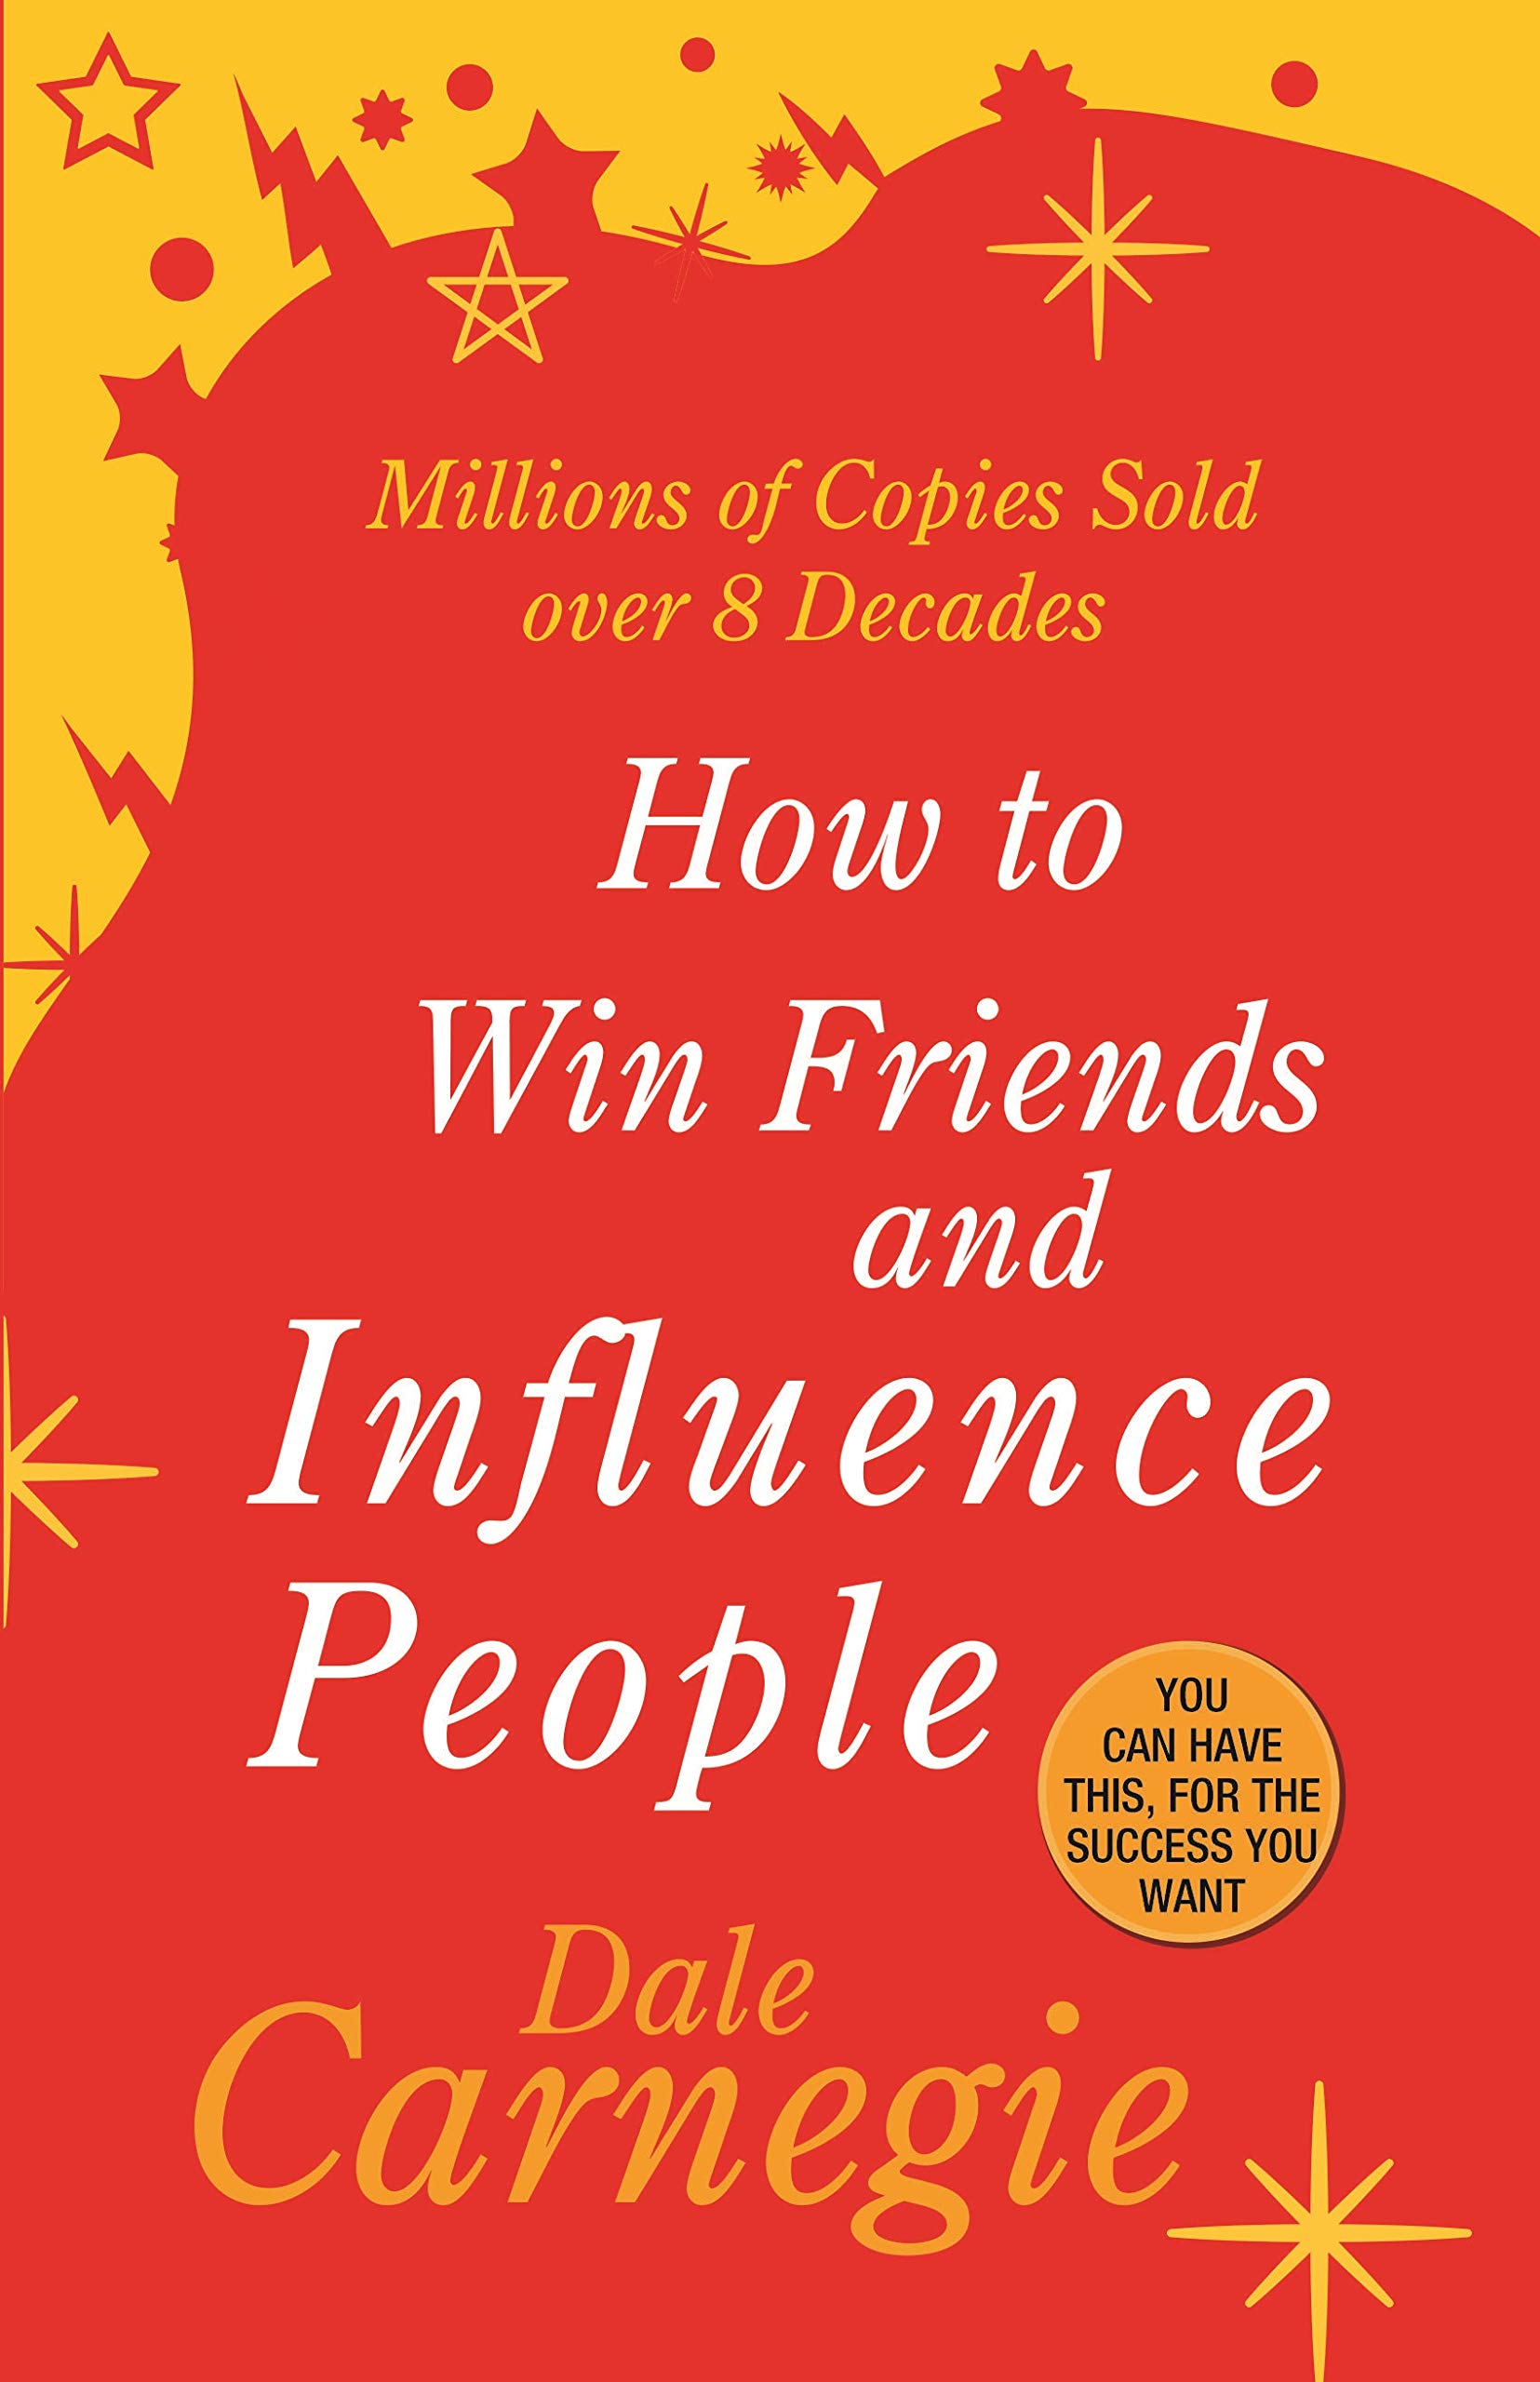 Millions of Copies Sold
over 8 Decades
How to
Win Friends
and
Influence
People
YOU
CAN HAVE
THIS, FOR THE
SUCCESS YOU
WANT
Dale
Carnegie